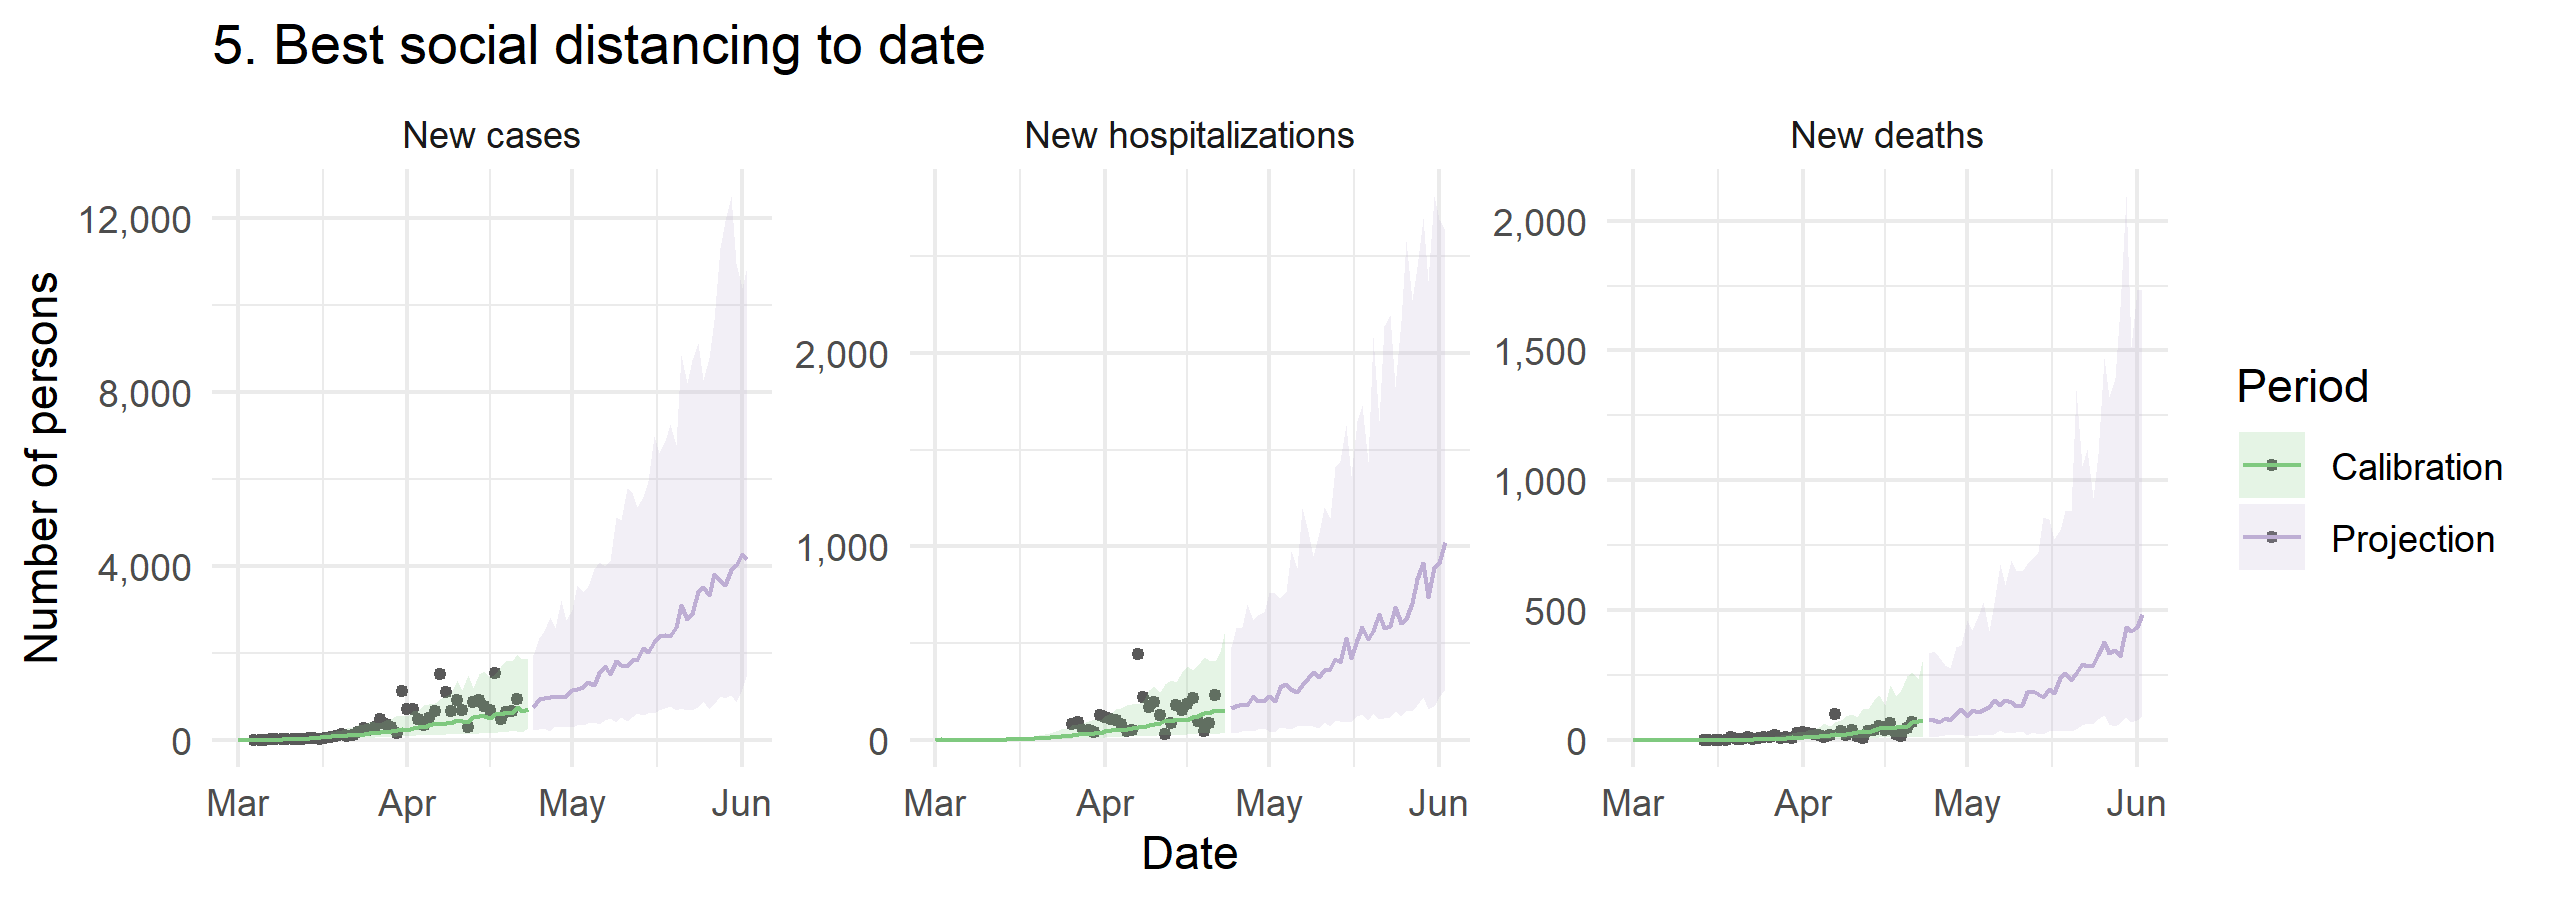 5. Best social distancing to date
New cases
New hospitalizations
New deaths
Number of persons
12,000
8,000
4,000
0
2,000
1,000
0
2,000
1,500
1,000
500
0
Mar Apr May Jun
Mar Apr May Jun
Mar Apr May Jun
Date
Period
Calibration
Projection